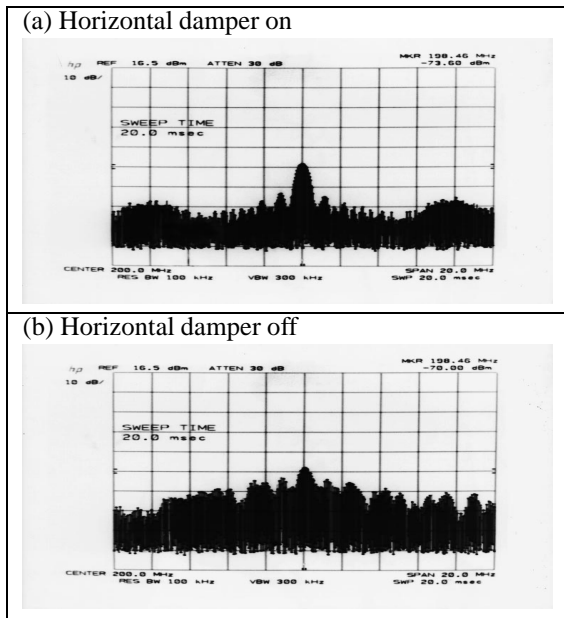 (a) Horizontal damper on
hp REF 16.5 dBm ATTEN 30 dB MKR 198.46 MHz
-73.60 dBm
10 dB/
SWEEP TIME
20.0 msec
CENTER 200.0 MHz SPAN 20.0 MHz
RES BW 100 kHz VBW 300 kHz SWP 20.0 msec
(b) Horizontal damper off
hp REF 16.5 dBm ATTEN 30 dB MKR 198.46 MHz
-70.00 dBm
10 dB/
SWEEP TIME
20.0 msec
CENTER 200.0 MHz SPAN 20.0 MHz
RES BW 100 kHz VBW 300 kHz SWP 20.0 msec